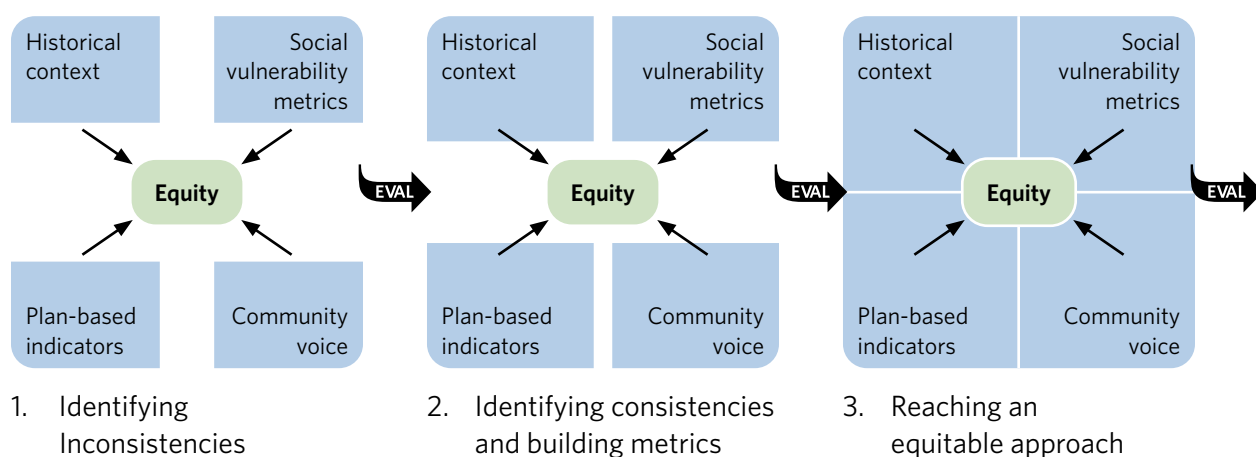 Historical
context
Social
vulnerability
metrics
Equity
Plan-based
indicators
Community
voice
1. Identifying
Inconsistencies
EVAL
Historical
context
Social
vulnerability
metrics
Equity
Plan-based
indicators
Community
voice
2. Identifying consistencies
and building metrics
EVAL
Historical
context
Social
vulnerability
metrics
Equity
Plan-based
indicators
Community
voice
3. Reaching an
equitable approach
EVAL